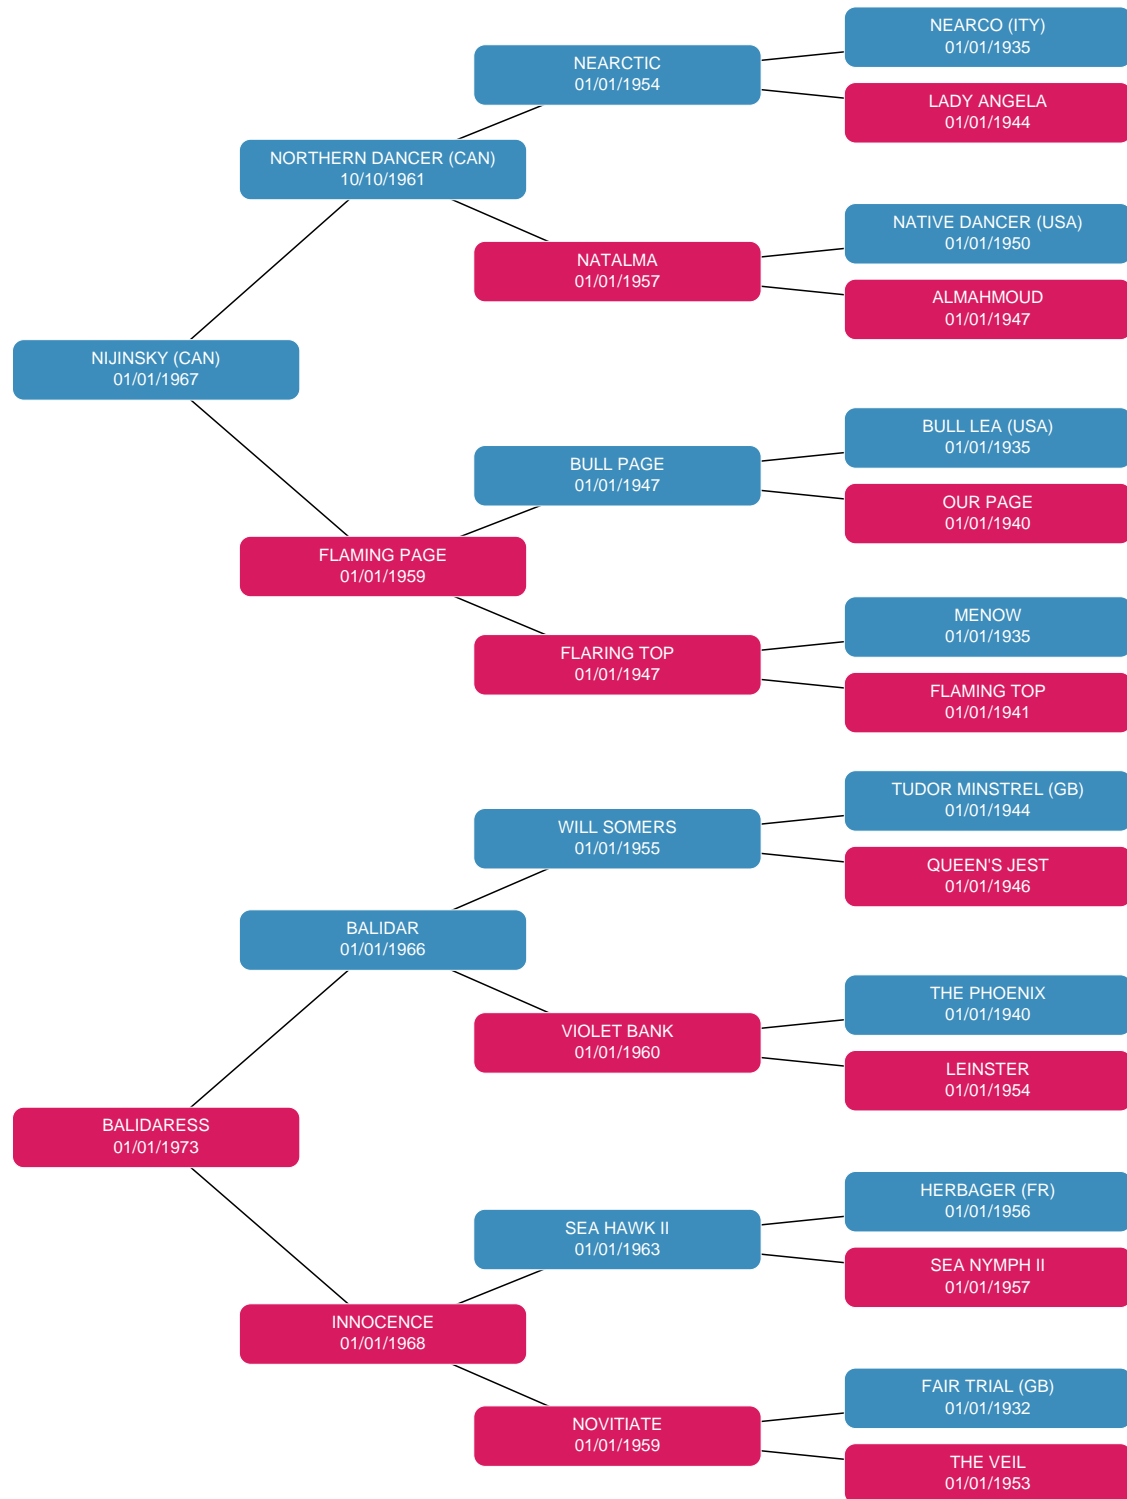 NEARCO (ITY)
01/01/1935
NEARCTIC
01/01/1954
LADY ANGELA
01/01/1944
NORTHERN DANCER (CAN)
10/10/1961
NATIVE DANCER (USA)
01/01/1950
NATALMA
01/01/1957
ALMAHMOUD
01/01/1947
NIJINSKY (CAN)
01/01/1967
BULL LEA (USA)
01/01/1935
BULL PAGE
01/01/1947
OUR PAGE
01/01/1940
FLAMING PAGE
01/01/1959
MENOW
01/01/1935
FLARING TOP
01/01/1947
FLAMING TOP
01/01/1941
TUDOR MINSTREL (GB)
01/01/1944
WILL SOMERS
01/01/1955
QUEEN'S JEST
01/01/1946
BALIDAR
01/01/1966
THE PHOENIX
01/01/1940
VIOLET BANK
01/01/1960
LEINSTER
01/01/1954
BALIDARESS
01/01/1973
HERBAGER (FR)
01/01/1956
SEA HAWK II
01/01/1963
SEA NYMPH II
01/01/1957
INNOCENCE
01/01/1968
FAIR TRIAL (GB)
01/01/1932
NOVITIATE
01/01/1959
THE VEIL
01/01/1953